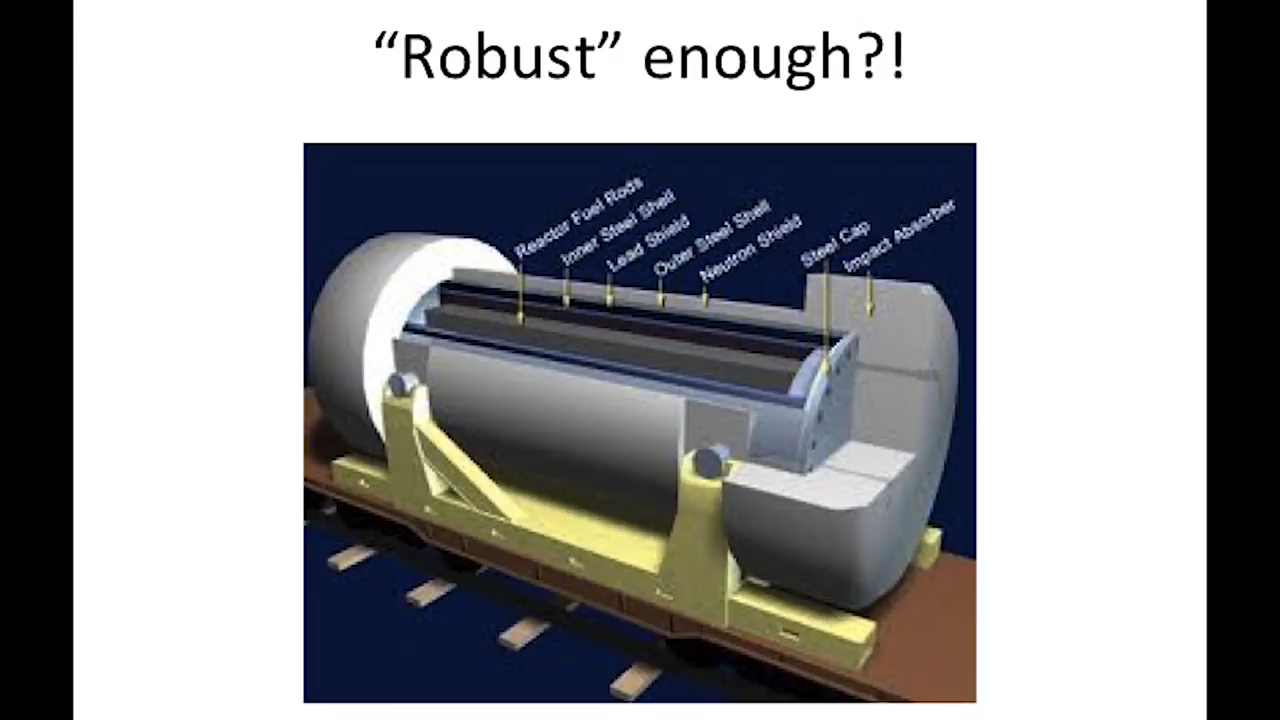 “Robust” enough?!
Reactor Fuel Rods
Inner Steel Shell
Lead Shield
Outer Steel Shell
Neutron Shield
Steel Cap
Impact Absorber